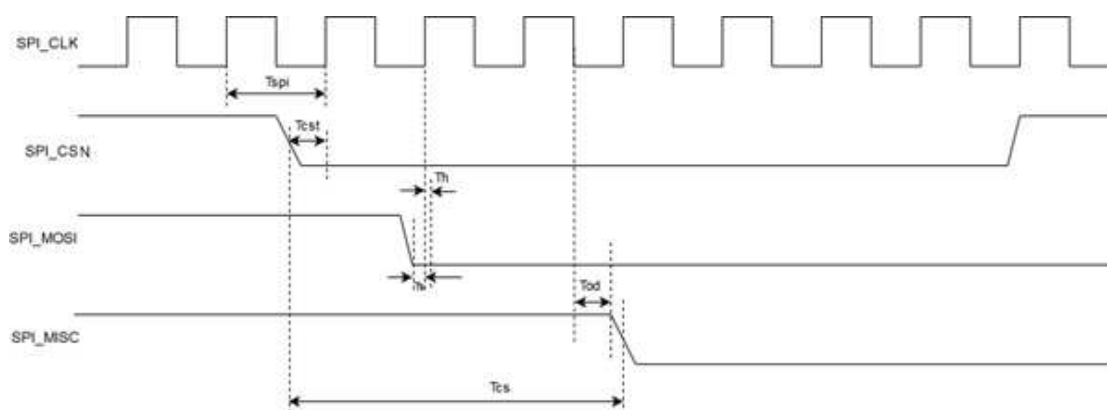 SPI_CLK
Tspi
Tcst
SPI_CSN
Th
SPI_MOSI
Tod
SPI_MISC
Tcs